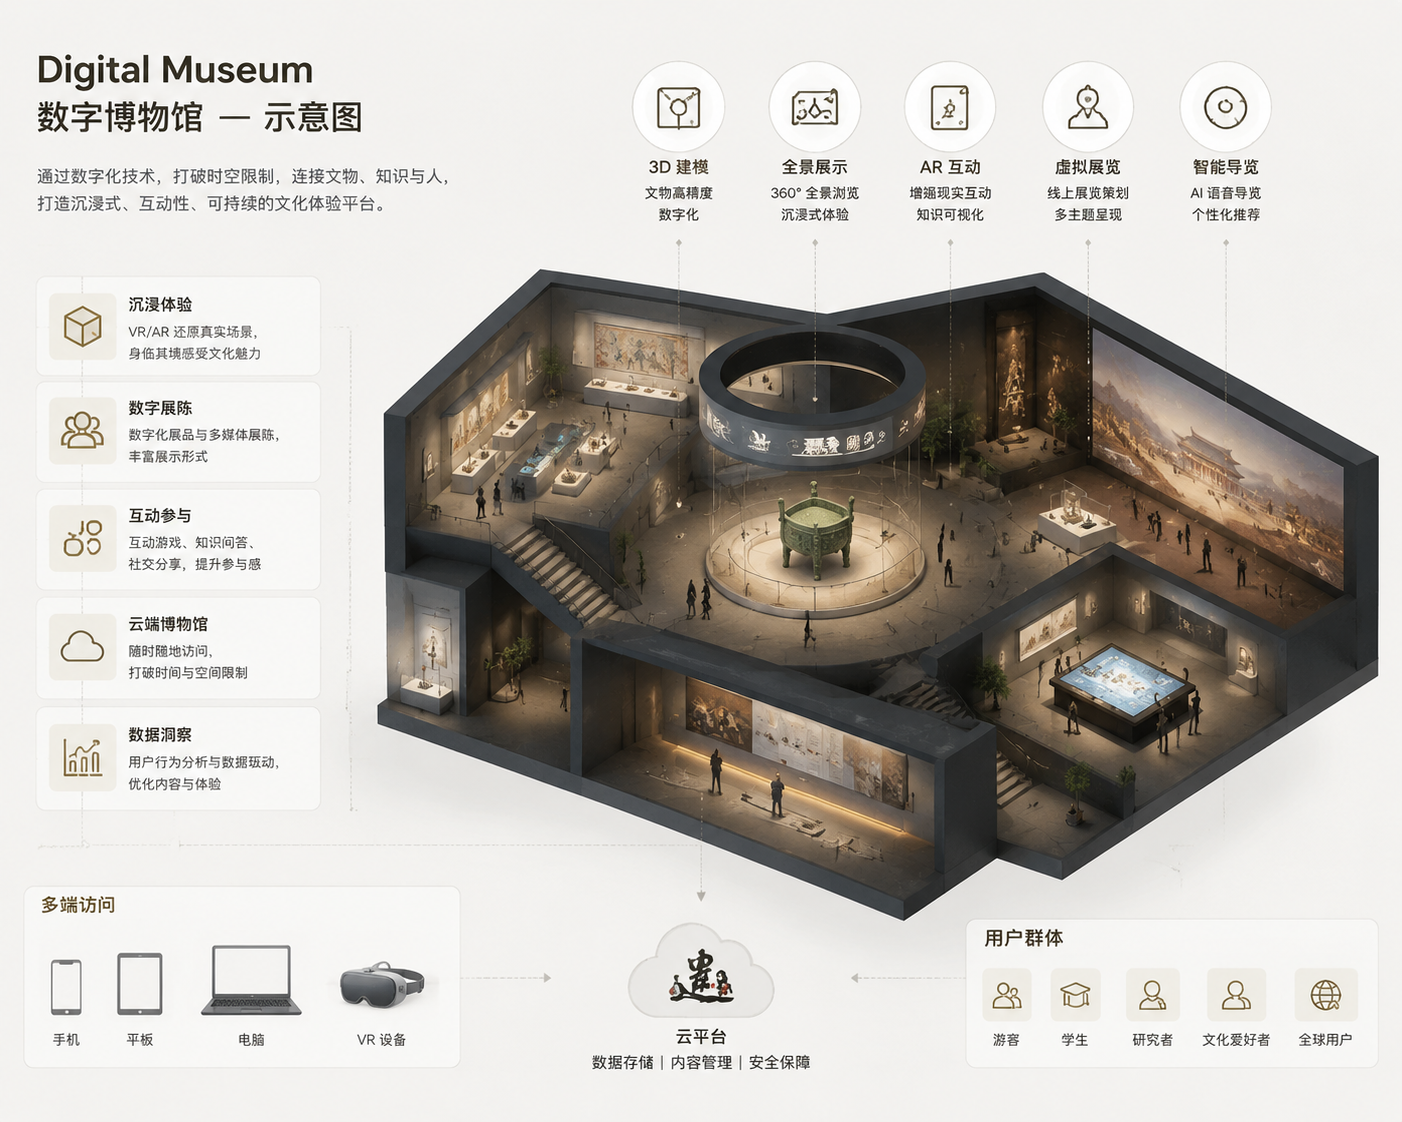 Digital Museum
数字博物馆 — 示意图
通过数字化技术，打破时空限制，连接文物、知识与人，
打造沉浸式、互动性、可持续的文化体验平台。
3D 建模
文物高精度
数字化
全景展示
360° 全景浏览
沉浸式体验
AR 互动
增强现实互动
知识可视化
虚拟展览
线上展览策划
多主题呈现
智能导览
AI 语音导览
个性化推荐
沉浸体验
VR/AR 还原真实场景，
身临其境感受文化魅力
数字展陈
数字化展品与多媒体展陈，
丰富展示形式
互动参与
互动游戏、知识问答、
社交分享，提升参与感
云端博物馆
随时随地访问，
打破时间与空间限制
数据洞察
用户行为分析与数据驱动，
优化内容与体验
多端访问
手机
平板
电脑
VR 设备
云平台
数据存储｜内容管理｜安全保障
用户群体
游客
学生
研究者
文化爱好者
全球用户